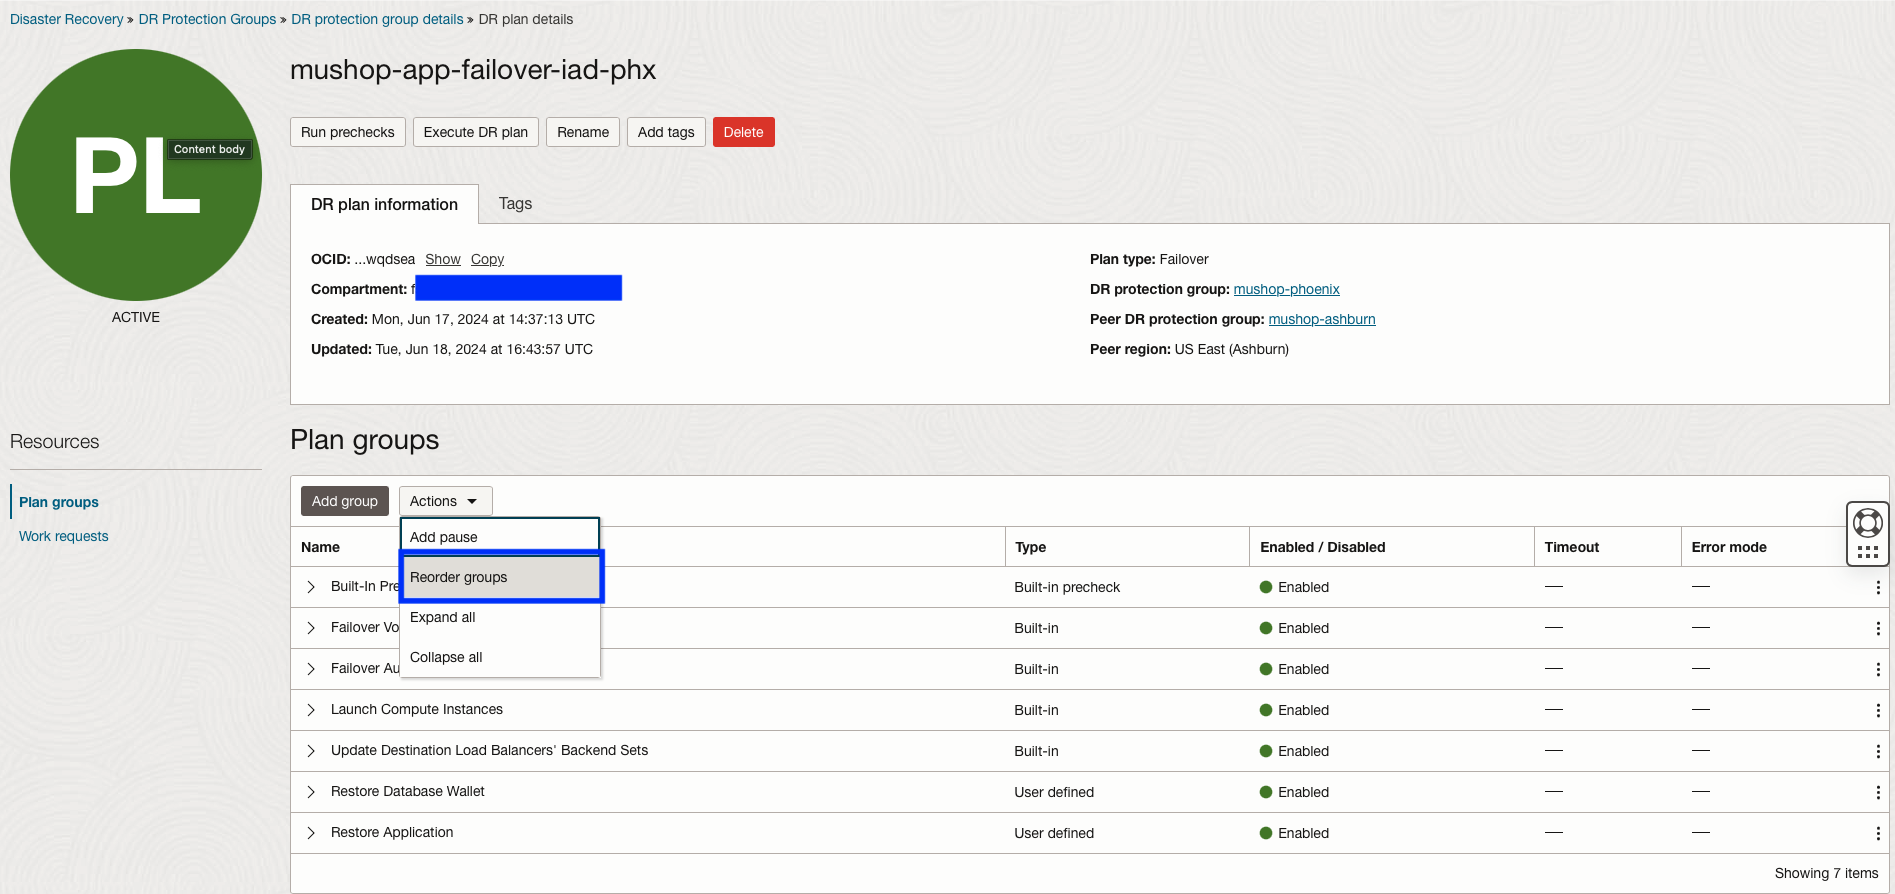 Disaster Recovery » DR Protection Groups » DR protection group details » DR plan details
PL
Content body
ACTIVE
mushop-app-failover-iad-phx
Run prechecks Execute DR plan Rename Add tags Delete
DR plan information Tags
OCID: ...wqdsea Show Copy
Compartment: f
Created: Mon, Jun 17, 2024 at 14:37:13 UTC
Updated: Tue, Jun 18, 2024 at 16:43:57 UTC
Plan type: Failover
DR protection group: mushop-phoenix
Peer DR protection group: mushop-ashburn
Peer region: US East (Ashburn)
Resources
Plan groups
Work requests
Plan groups
Add group Actions
Add pause
Reorder groups
Expand all
Collapse all
Name Type Enabled / Disabled Timeout Error mode
Built-In Pre Built-in precheck Enabled — —
Failover Vo Built-in Enabled — —
Failover Au Built-in Enabled — —
Launch Compute Instances Built-in Enabled — —
Update Destination Load Balancers' Backend Sets Built-in Enabled — —
Restore Database Wallet User defined Enabled — —
Restore Application User defined Enabled — —
Showing 7 items